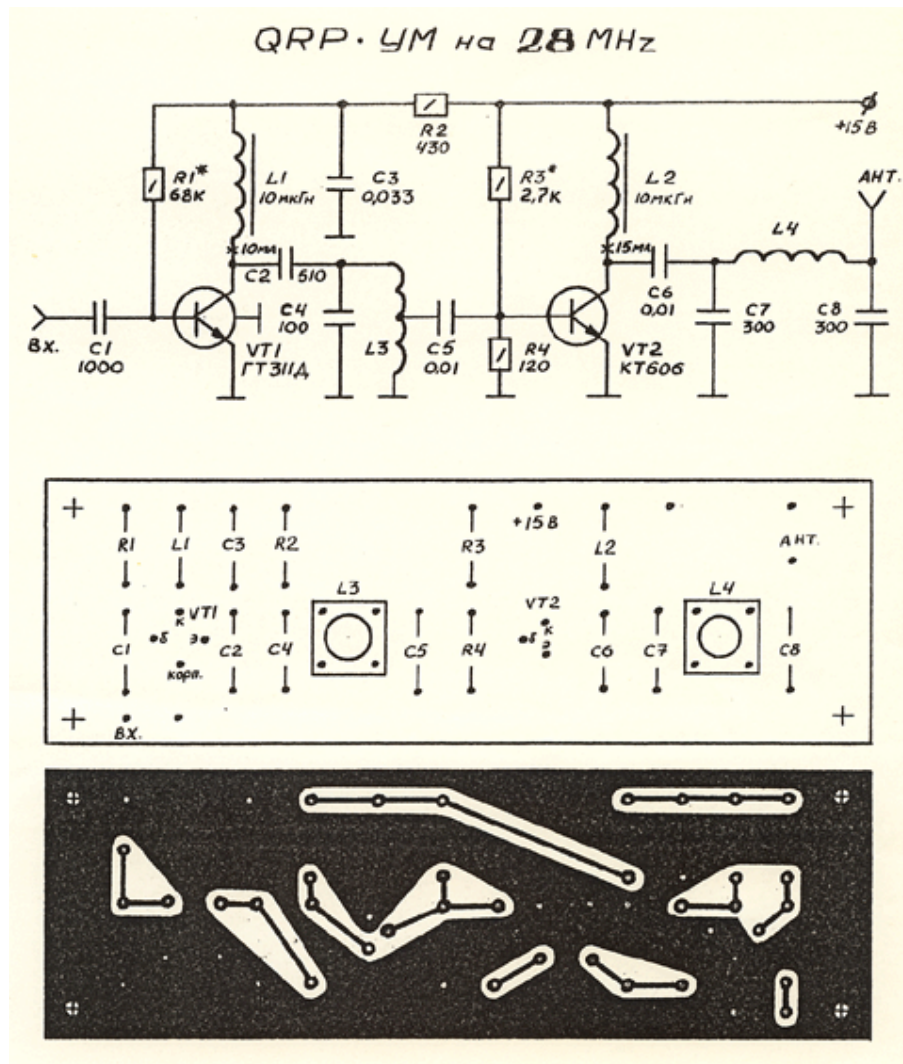 QRP · УМ на 28 MHz
R2
430
+15В
R1*
68К
L1
10мкГн
C3
0,033
R3*
2,7К
L2
10мкГн
АНТ.
L4
10мА
15мА
C2
510
C6
0,01
C4
100
C7
300
C8
300
ВХ.
C1
1000
VT1
ГТ311Д
L3
C5
0,01
R4
120
VT2
КТ606
+15В
R1
L1
C3
R2
R3
L2
АНТ.
L3
L4
к
VT1
VT2
C1
б
э
C2
C4
C5
R4
б
к
э
C6
C7
C8
корп.
ВХ.